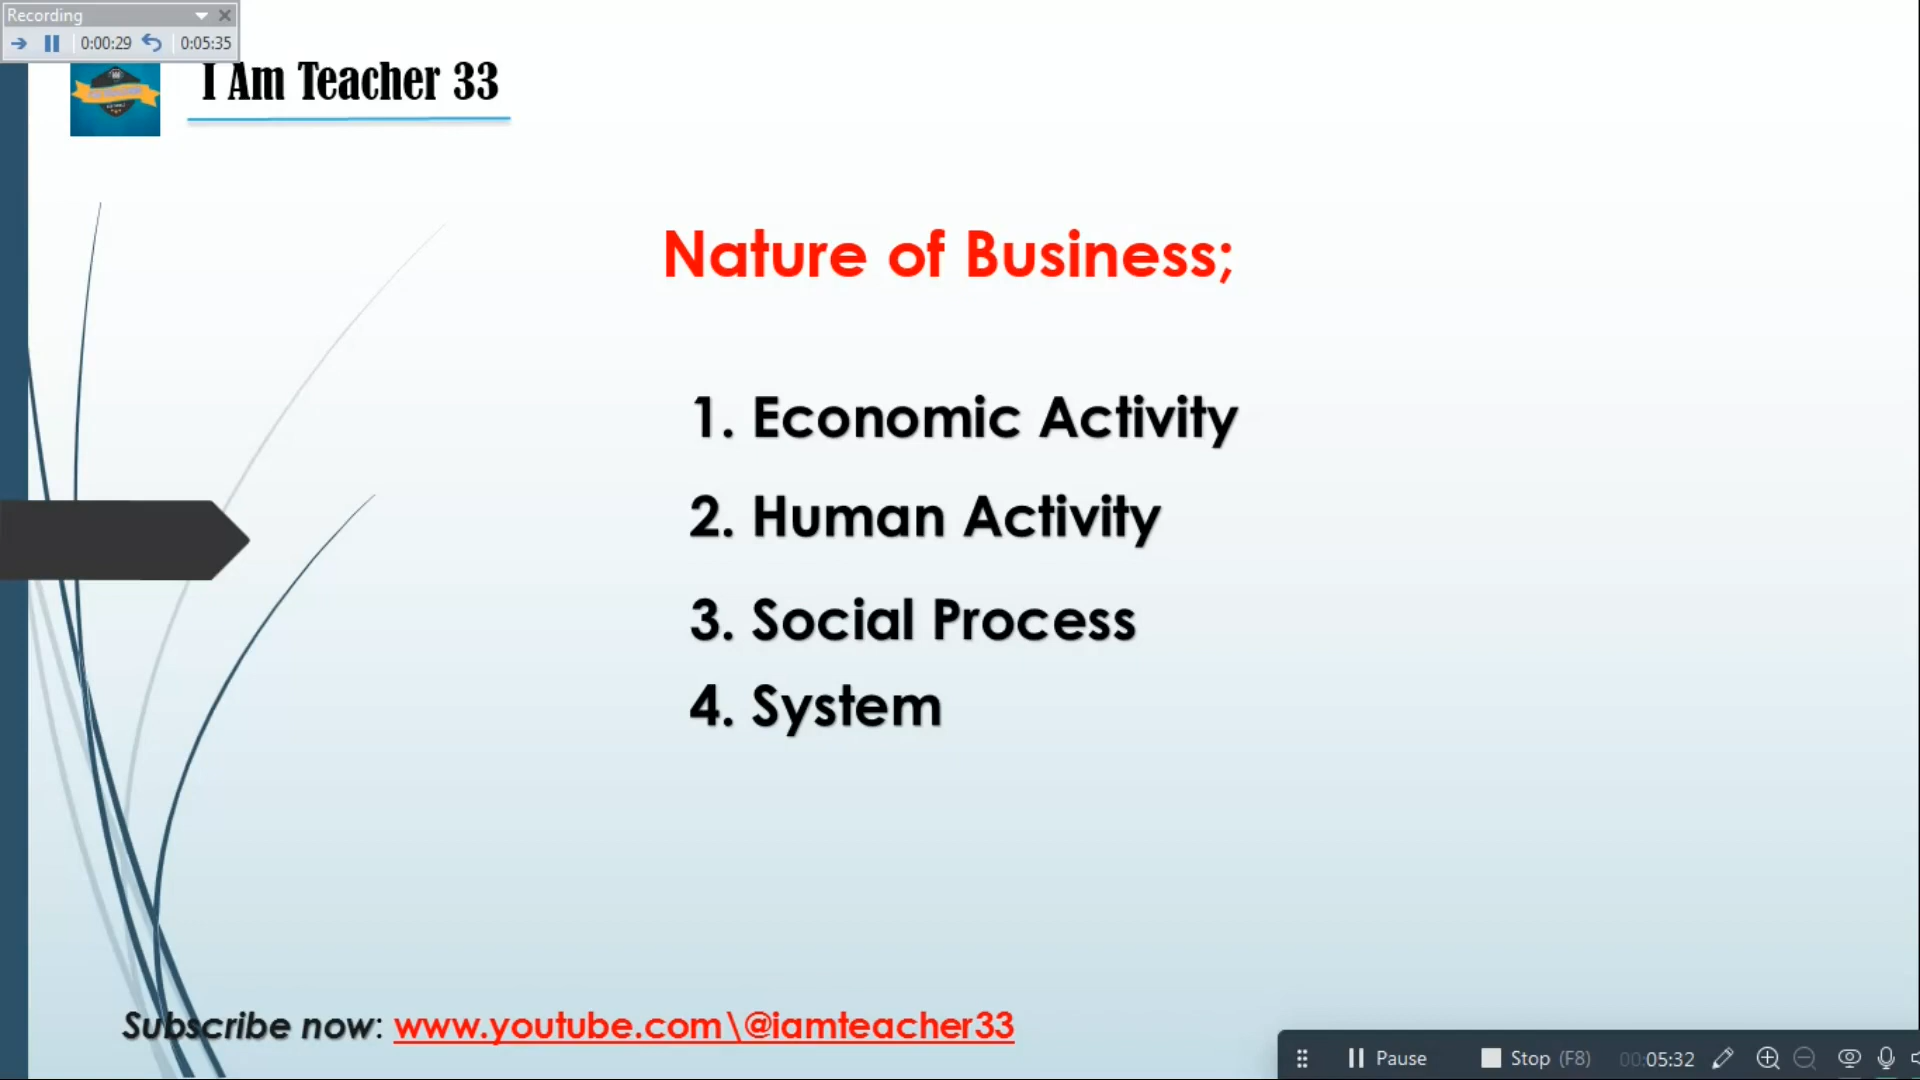 Recording
0:00:29 0:05:35
I Am Teacher 33
Nature of Business;
1. Economic Activity
2. Human Activity
3. Social Process
4. System
Subscribe now: www.youtube.com\@iamteacher33
Pause Stop (F8) 00:05:32